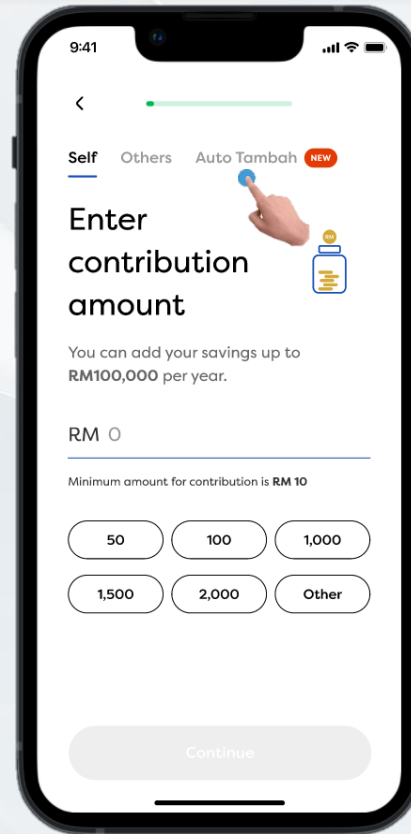 9:41
Self Others Auto Tambah NEW
Enter
contribution
amount
RM
You can add your savings up to
RM100,000 per year.
RM 0
Minimum amount for contribution is RM 10
50 100 1,000
1,500 2,000 Other
Continue